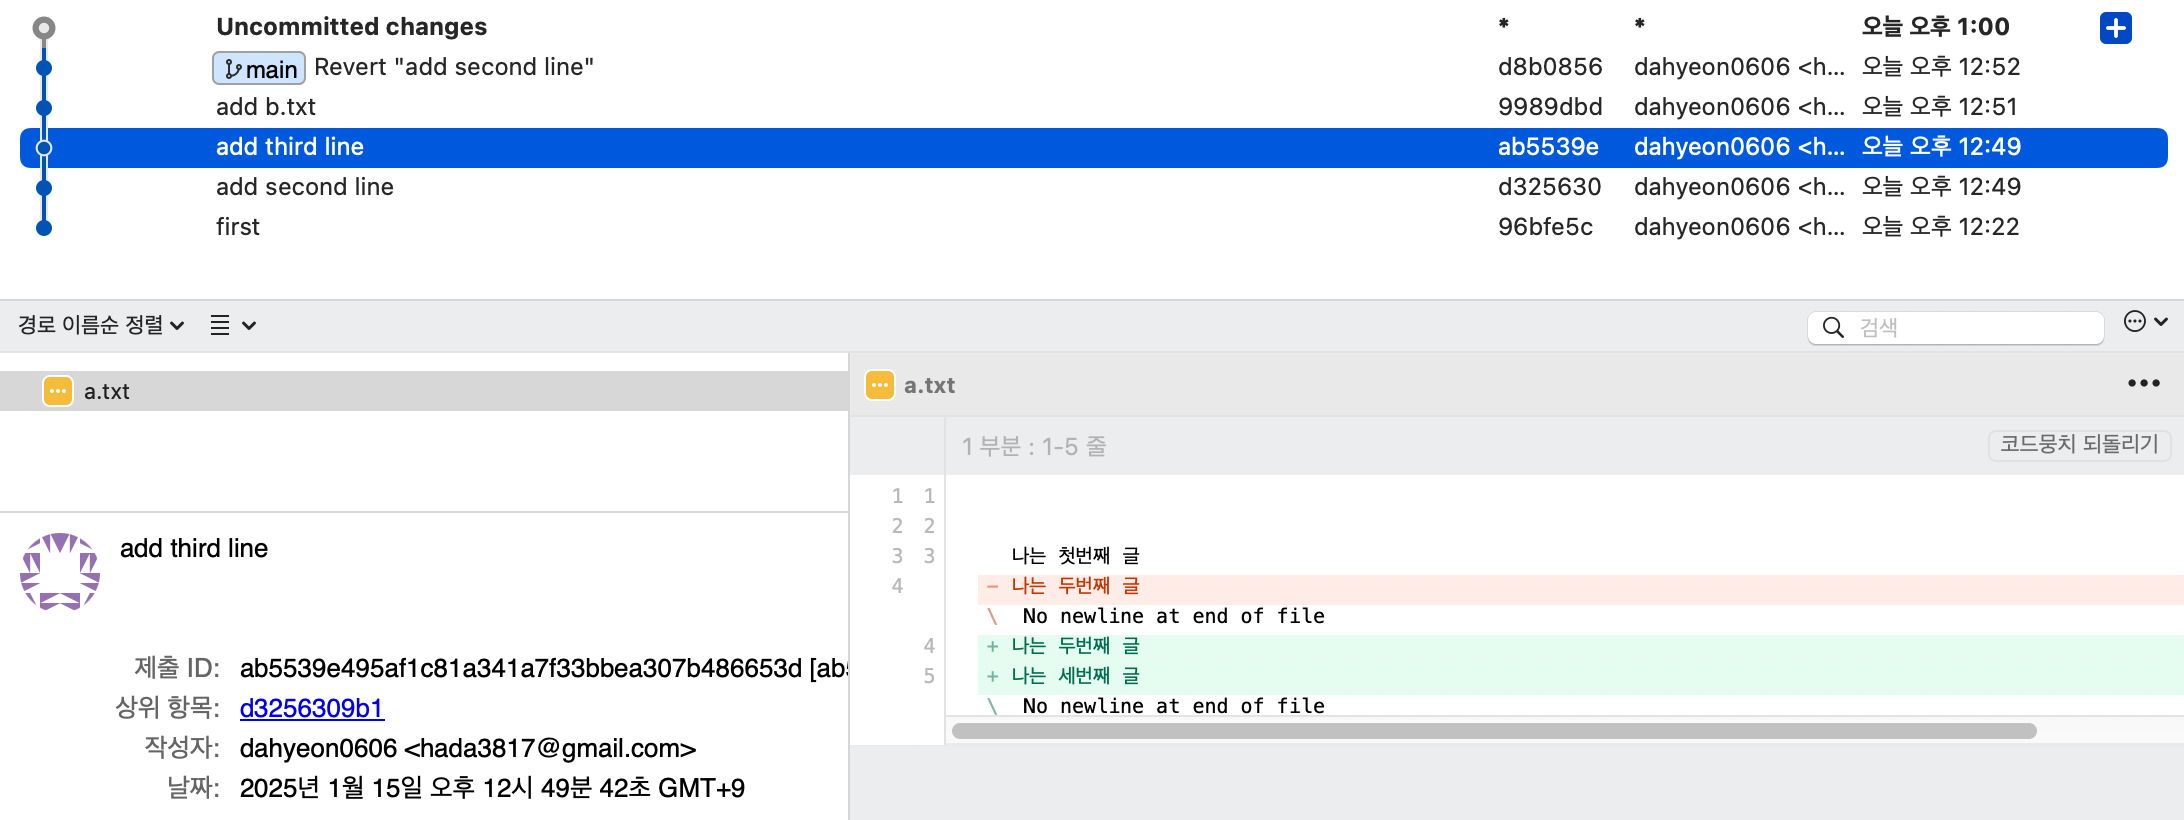 Uncommitted changes * * 오늘 오후 1:00
main Revert "add second line" d8b0856 dahyeon0606 <h... 오늘 오후 12:52
add b.txt 9989dbd dahyeon0606 <h... 오늘 오후 12:51
add third line ab5539e dahyeon0606 <h... 오늘 오후 12:49
add second line d325630 dahyeon0606 <h... 오늘 오후 12:49
first 96bfe5c dahyeon0606 <h... 오늘 오후 12:22
경로 이름순 정렬 검색
a.txt
add third line
제출 ID: ab5539e495af1c81a341a7f33bbea307b486653d [ab5
상위 항목: d3256309b1
작성자: dahyeon0606 <hada3817@gmail.com>
날짜: 2025년 1월 15일 오후 12시 49분 42초 GMT+9
a.txt
1 부분 : 1-5 줄 코드뭉치 되돌리기
1 1
2 2
3 3 나는 첫번째 글
4 - 나는 두번째 글
\ No newline at end of file
4 + 나는 두번째 글
5 + 나는 세번째 글
\ No newline at end of file